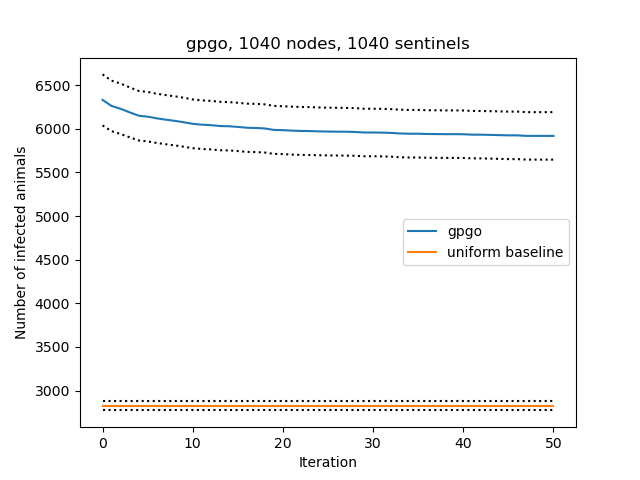 gpgo, 1040 nodes, 1040 sentinels
Number of infected animals
6500
6000
5500
5000
4500
4000
3500
3000
gpgo
uniform baseline
0
10
20
30
40
50
Iteration